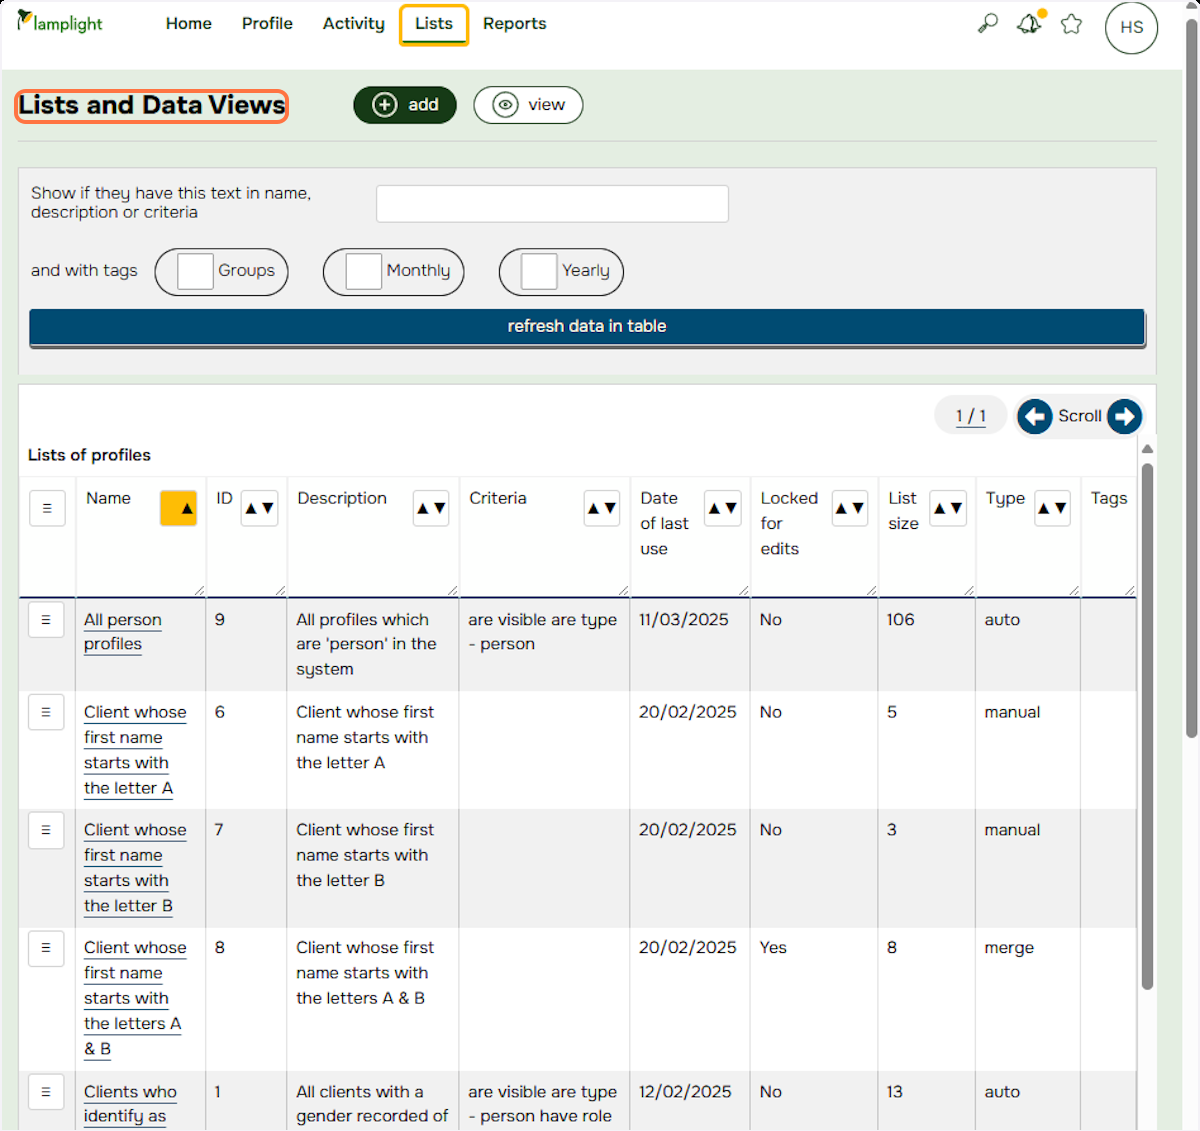 lamplight
Home Profile Activity Lists Reports
HS
Lists and Data Views
add
view
Show if they have this text in name,
description or criteria
and with tags
Groups
Monthly
Yearly
refresh data in table
1 / 1
Scroll
Lists of profiles
Name
ID
Description
Criteria
Date
of last
use
Locked
for
edits
List
size
Type
Tags
All person
profiles
9
All profiles which
are 'person' in the
system
are visible are type
- person
11/03/2025
No
106
auto
Client whose
first name
starts with
the letter A
6
Client whose first
name starts with
the letter A
20/02/2025
No
5
manual
Client whose
first name
starts with
the letter B
7
Client whose first
name starts with
the letter B
20/02/2025
No
3
manual
Client whose
first name
starts with
the letters A
& B
8
Client whose first
name starts with
the letters A & B
20/02/2025
Yes
8
merge
Clients who
identify as
1
All clients with a
gender recorded of
are visible are type
- person have role
12/02/2025
No
13
auto